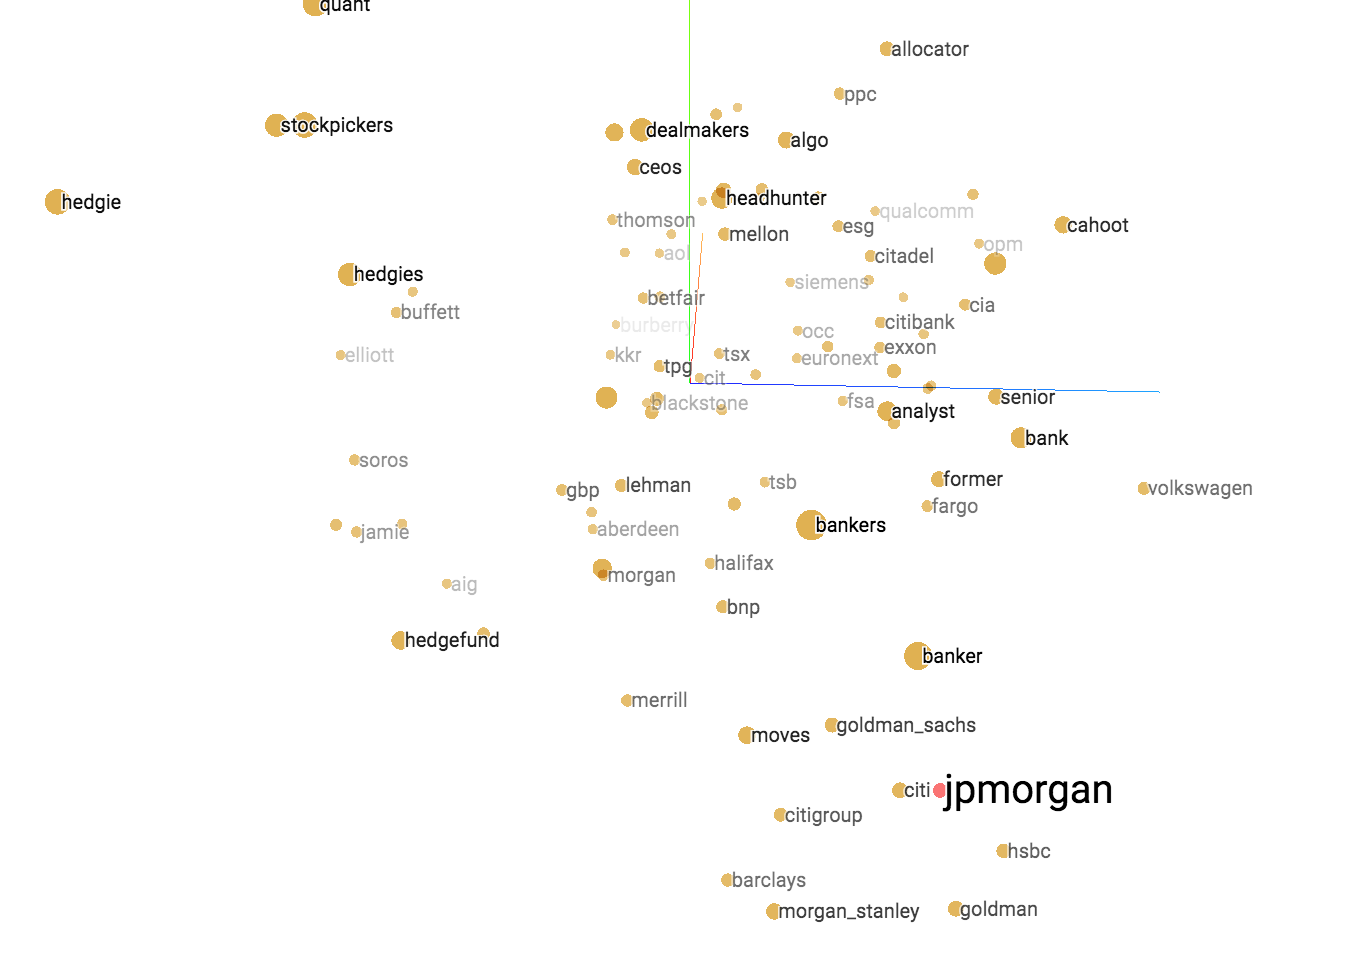 quant
allocator
ppc
stockpickers
dealmakers
algo
ceos
hedgie
headhunter
thomson
qualcomm
mellon
esg
cahoot
aol
citadel
opm
hedgies
siemens
betfair
cia
buffett
burberry
citibank
occ
elliott
kkr
tsx
euronext
exxon
tpg
cit
blackstone
fsa
senior
analyst
bank
soros
gbp
lehman
tsb
former
volkswagen
fargo
jamie
aberdeen
bankers
halifax
morgan
aig
bnp
hedgefund
banker
merrill
moves
goldman_sachs
citi
jpmorgan
citigroup
hsbc
barclays
morgan_stanley
goldman